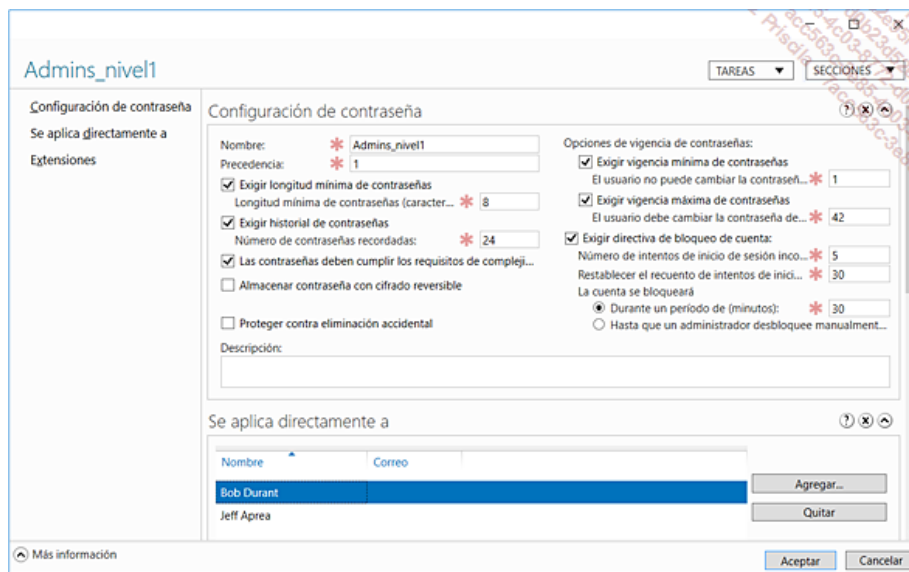 Admins_nivel1
TAREAS
SECCIONES
Configuración de contraseña
Se aplica directamente a
Extensiones
Configuración de contraseña
Nombre: Admins_nivel1
Precedencia: 1
Exigir longitud mínima de contraseñas
Longitud mínima de contraseñas (caracter... 8
Exigir historial de contraseñas
Número de contraseñas recordadas: 24
Las contraseñas deben cumplir los requisitos de compleji...
Almacenar contraseña con cifrado reversible
Proteger contra eliminación accidental
Opciones de vigencia de contraseñas:
Exigir vigencia mínima de contraseñas
El usuario no puede cambiar la contraseñ... 1
Exigir vigencia máxima de contraseñas
El usuario debe cambiar la contraseña de... 42
Exigir directiva de bloqueo de cuenta:
Número de intentos de inicio de sesión inco... 5
Restablecer el recuento de intentos de inici... 30
La cuenta se bloqueará
Durante un período de (minutos): 30
Hasta que un administrador desbloquee manualment...
Descripción:
Se aplica directamente a
Nombre Correo
Bob Durant
Jeff Aprea
Agregar...
Quitar
Más información
Aceptar
Cancelar
Priscila